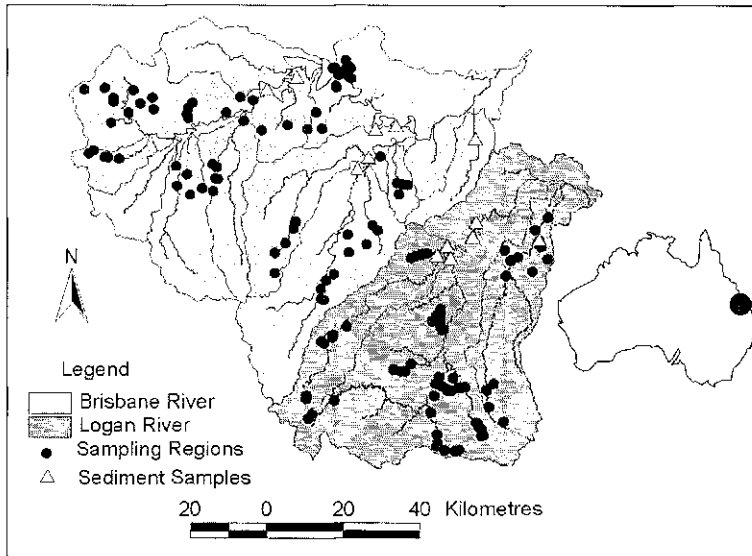 N
Legend
Brisbane River
Logan River
Sampling Regions
Sediment Samples
20 0 20 40 Kilometres